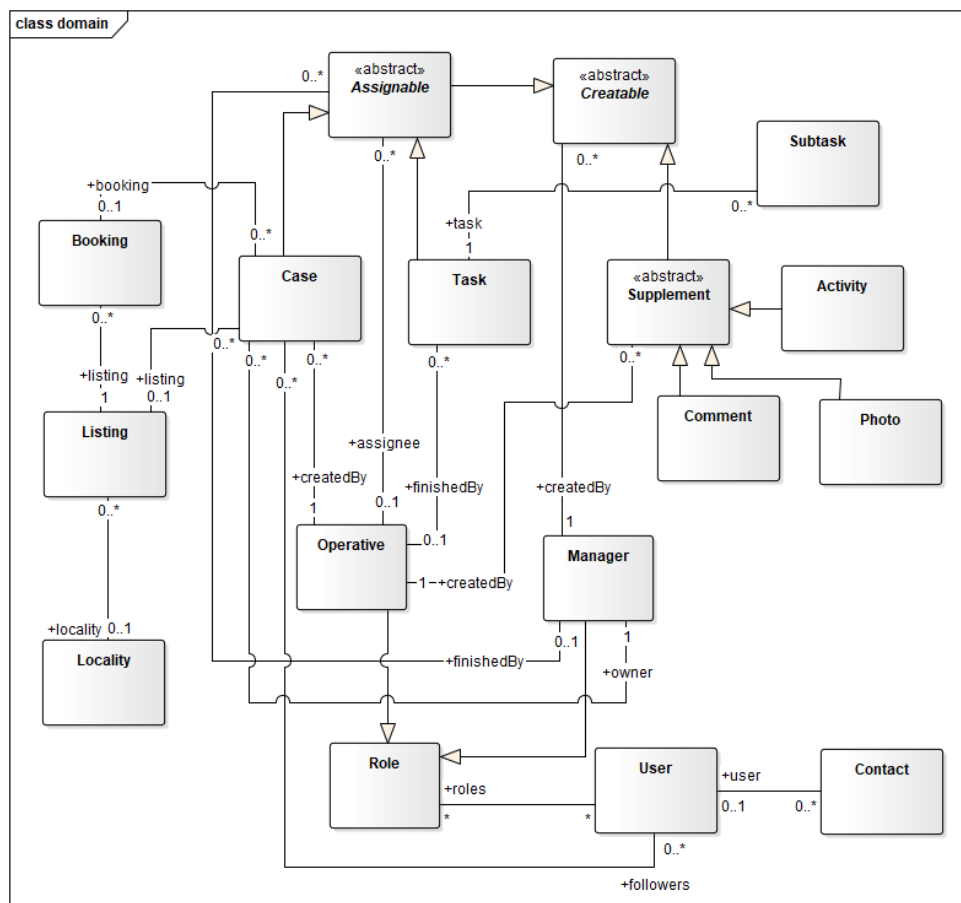 class domain
«abstract»
Assignable
«abstract»
Creatable
0..*
0..*
0..*
Subtask
+booking
0..1
0..*
+task
1
0..*
Booking
Case
Task
«abstract»
Supplement
Activity
0..*
0..*
0..*
0..*
0..*
0..*
0..*
0..*
+listing
1
+listing
0..1
Comment
Photo
Listing
+assignee
0..*
+createdBy
+finishedBy
+createdBy
1
0..1
1
Operative
0..1
Manager
1
+createdBy
+locality
0..1
0..1
1
Locality
+finishedBy
+owner
Role
User
Contact
+roles
+user
*
*
0..1
0..*
0..*
+followers